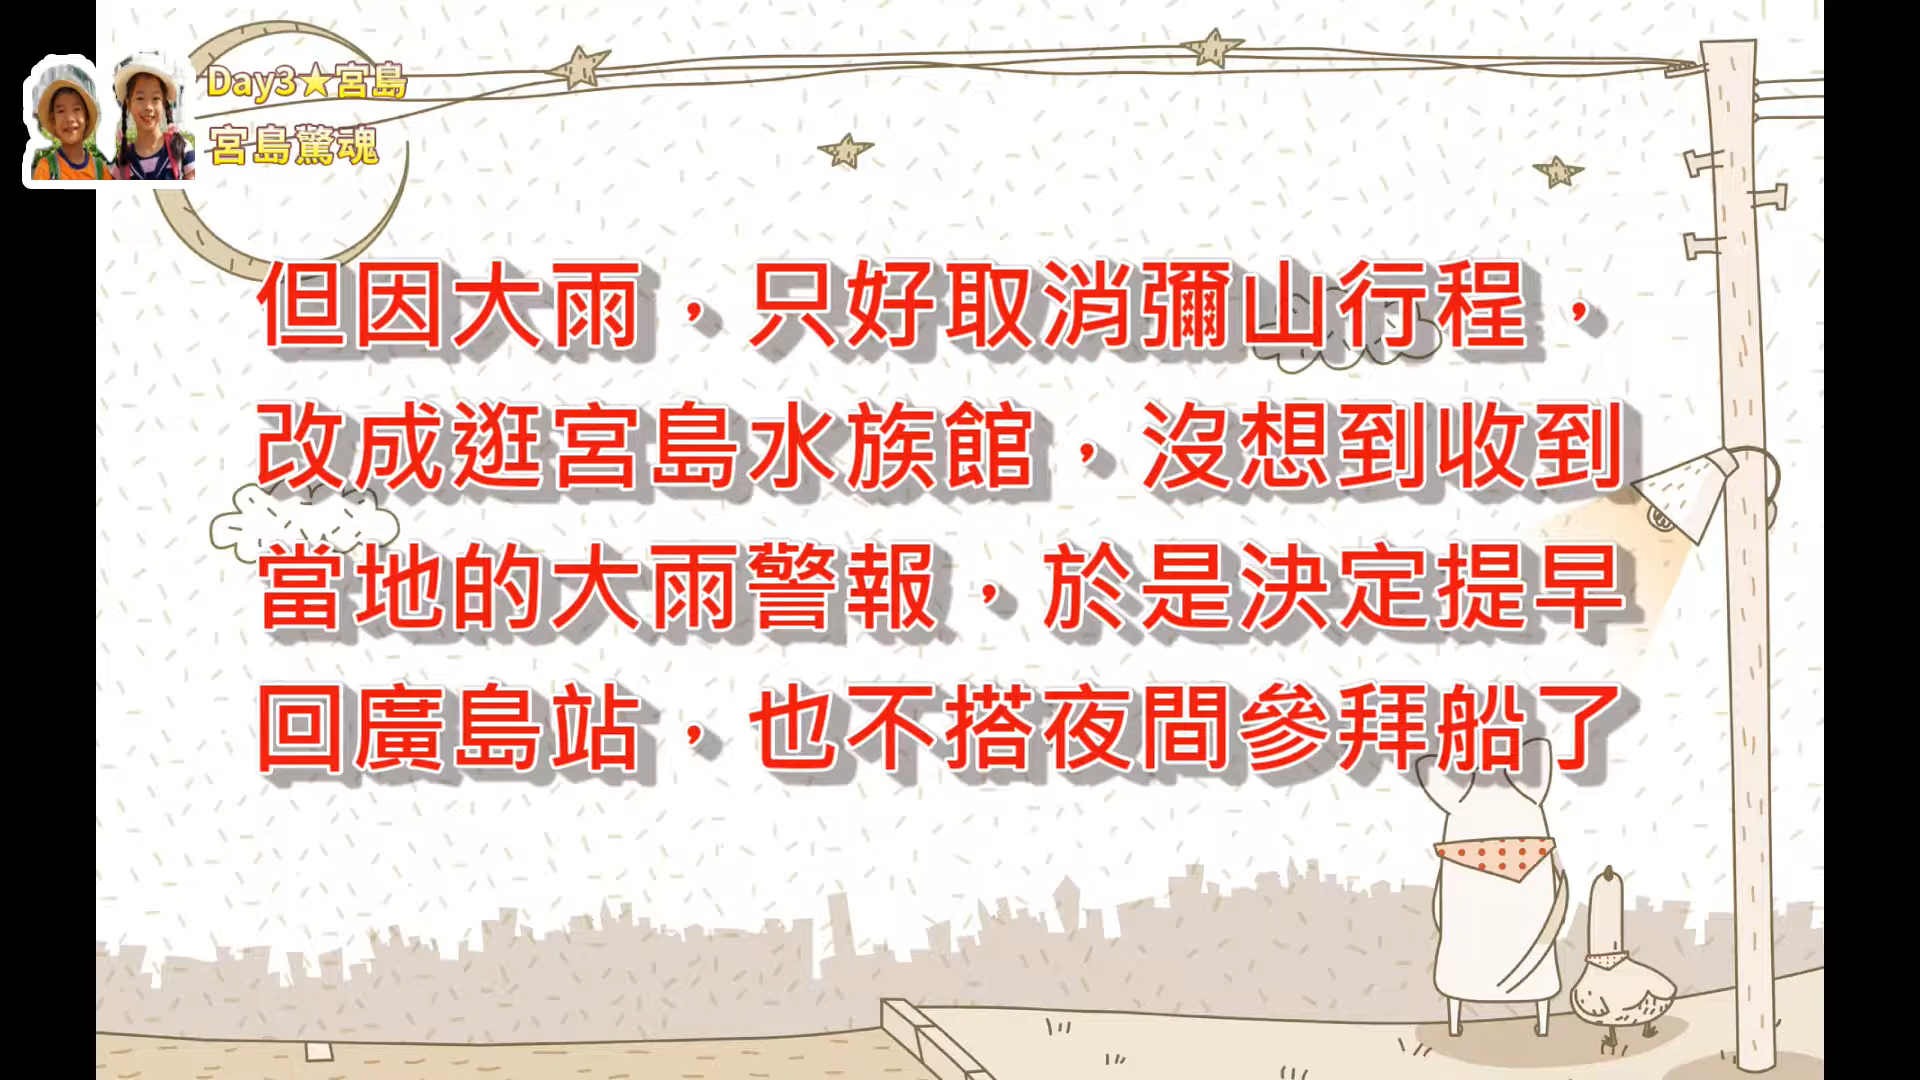 Day3★宮島
宮島驚魂
但因大雨，只好取消彌山行程，
改成逛宮島水族館，沒想到收到
當地的大雨警報，於是決定提早
回廣島站，也不搭夜間參拜船了